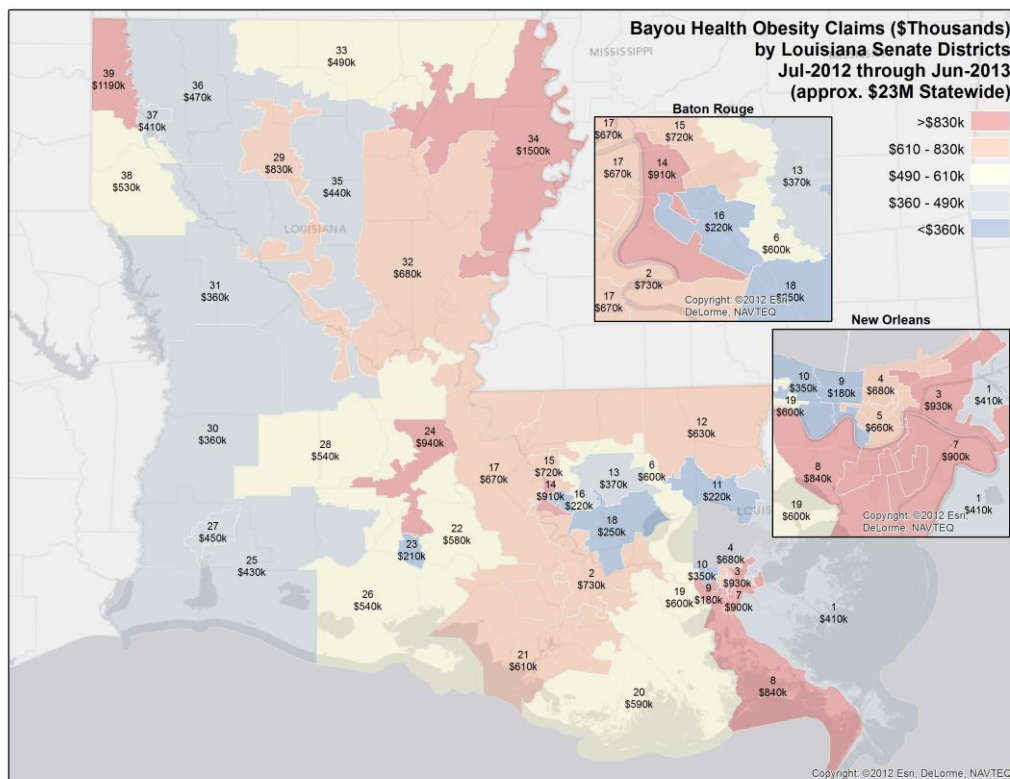 Bayou Health Obesity Claims ($Thousands)
by Louisiana Senate Districts
Jul-2012 through Jun-2013
(approx. $23M Statewide)
>$830k
$610 - 830k
$490 - 610k
$360 - 490k
<$360k
MISSISSIPPI
LOUISIANA
39
$1190k
36
$470k
37
$410k
33
$490k
38
$530k
29
$830k
35
$440k
34
$1500k
32
$680k
31
$360k
30
$360k
28
$540k
24
$940k
27
$450k
25
$430k
23
$210k
22
$580k
26
$540k
17
$670k
15
$720k
14
$910k
16
$220k
13
$370k
6
$600k
12
$630k
11
$220k
18
$250k
2
$730k
21
$610k
19
$600k
20
$590k
10
$350k
9
$180k
4
$680k
3
$930k
7
$900k
1
$410k
8
$840k
Baton Rouge
17
$670k
15
$720k
17
$670k
14
$910k
13
$370k
16
$220k
6
$600k
2
$730k
18
$250k
17
$670k
Copyright: ©2012 Esri,
DeLorme, NAVTEQ
New Orleans
10
$350k
9
$180k
4
$680k
19
$600k
3
$930k
1
$410k
5
$660k
7
$900k
8
$840k
19
$600k
1
$410k
Copyright: ©2012 Esri,
DeLorme, NAVTEQ
Copyright: ©2012 Esri, DeLorme, NAVTEQ